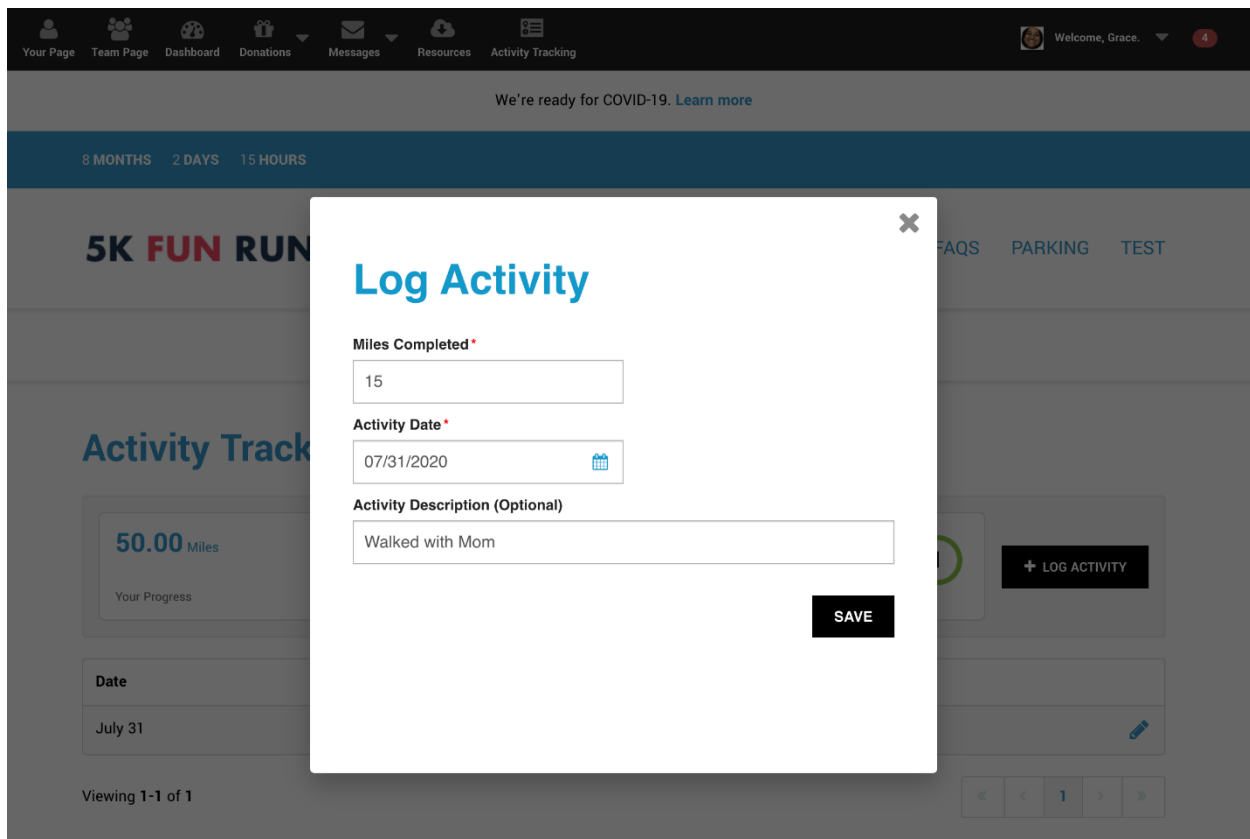 Your Page Team Page Dashboard Donations Messages Resources Activity Tracking Welcome, Grace. 4
We're ready for COVID-19. Learn more
8 MONTHS 2 DAYS 15 HOURS
5K FUN RUN FAQS PARKING TEST
Log Activity
Miles Completed*
15
Activity Date*
07/31/2020
Activity Description (Optional)
Walked with Mom
SAVE
Activity Track
50.00 Miles
Your Progress
+ LOG ACTIVITY
Date
July 31
Viewing 1-1 of 1
« < 1 > »